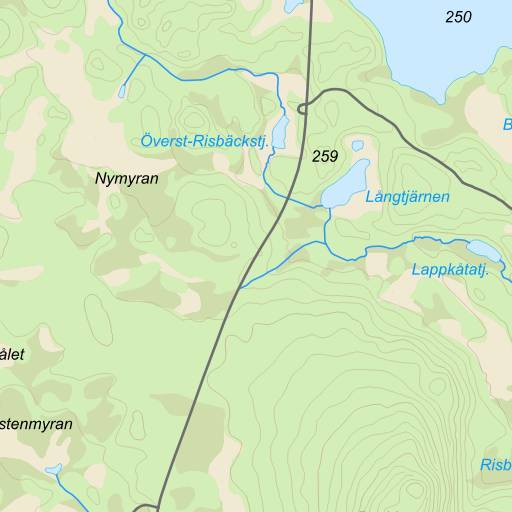 250
B
Överst-Risbäckstj.
259
Nymyran
Långtjärnen
Lappkåtatj.
ålet
stenmyran
Risb